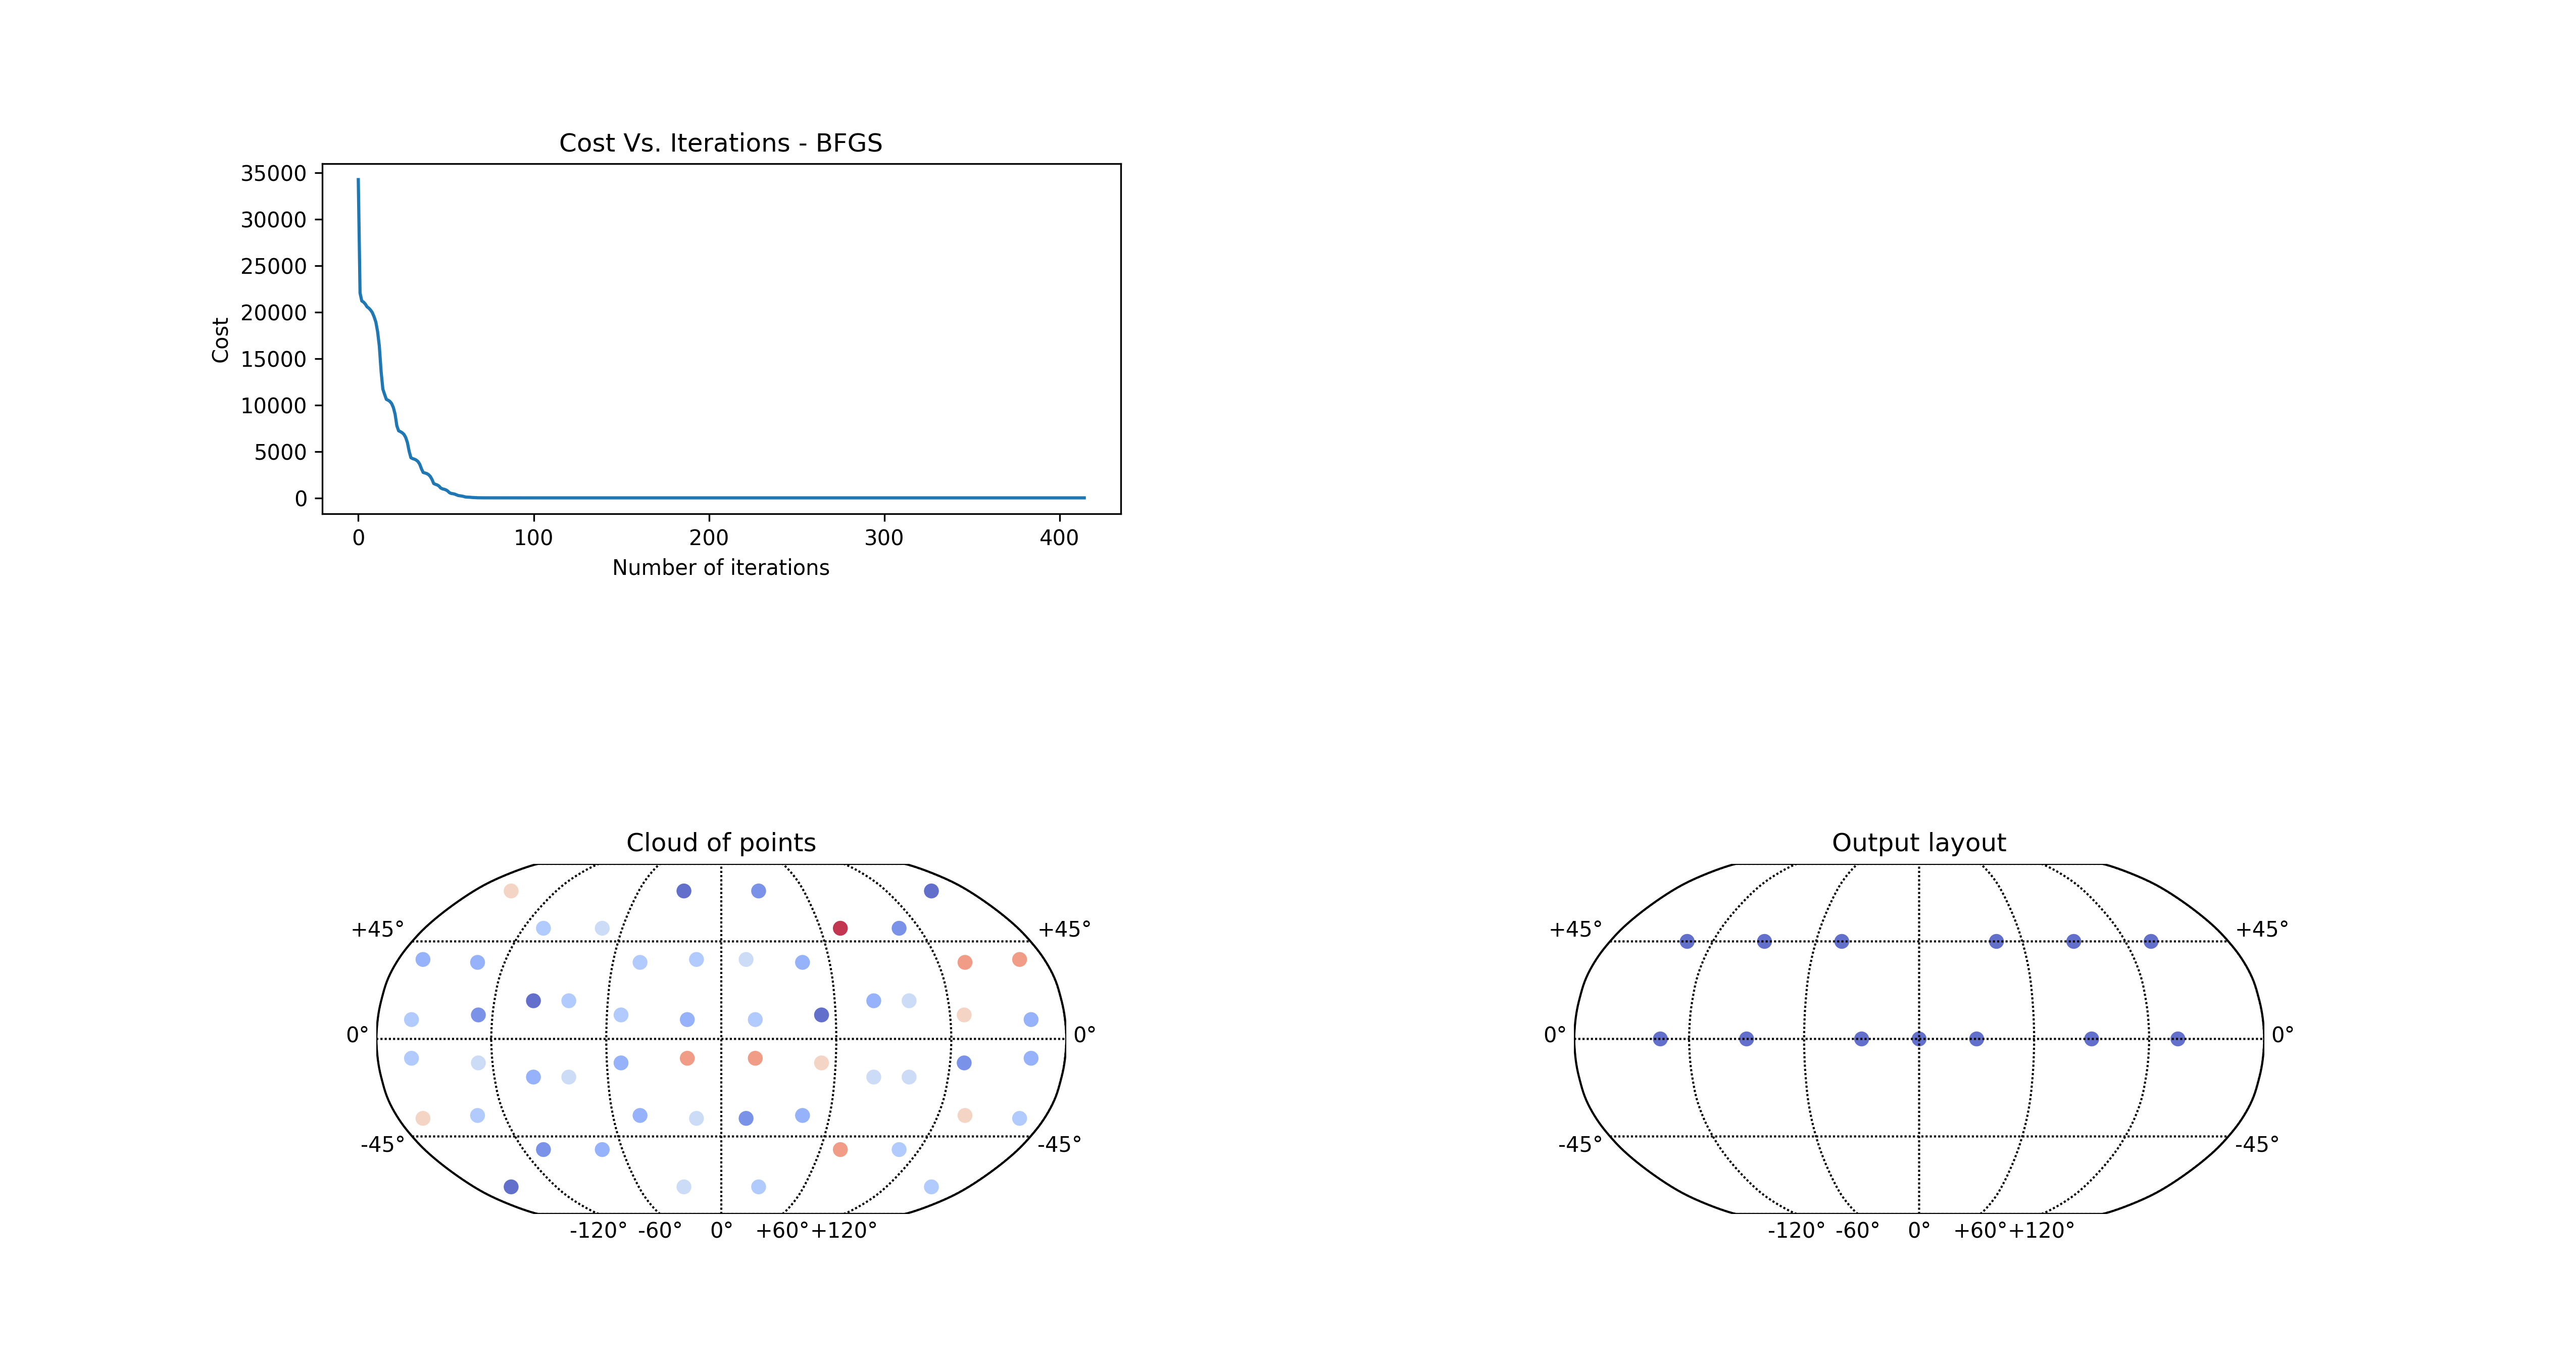 Cost Vs. Iterations - BFGS
35000
30000
25000
20000
15000
10000
5000
0
Cost
0 100 200 300 400
Number of iterations
Cloud of points
+45° +45°
0° 0°
-45° -45°
-120° -60° 0° +60° +120°
Output layout
+45° +45°
0° 0°
-45° -45°
-120° -60° 0° +60° +120°